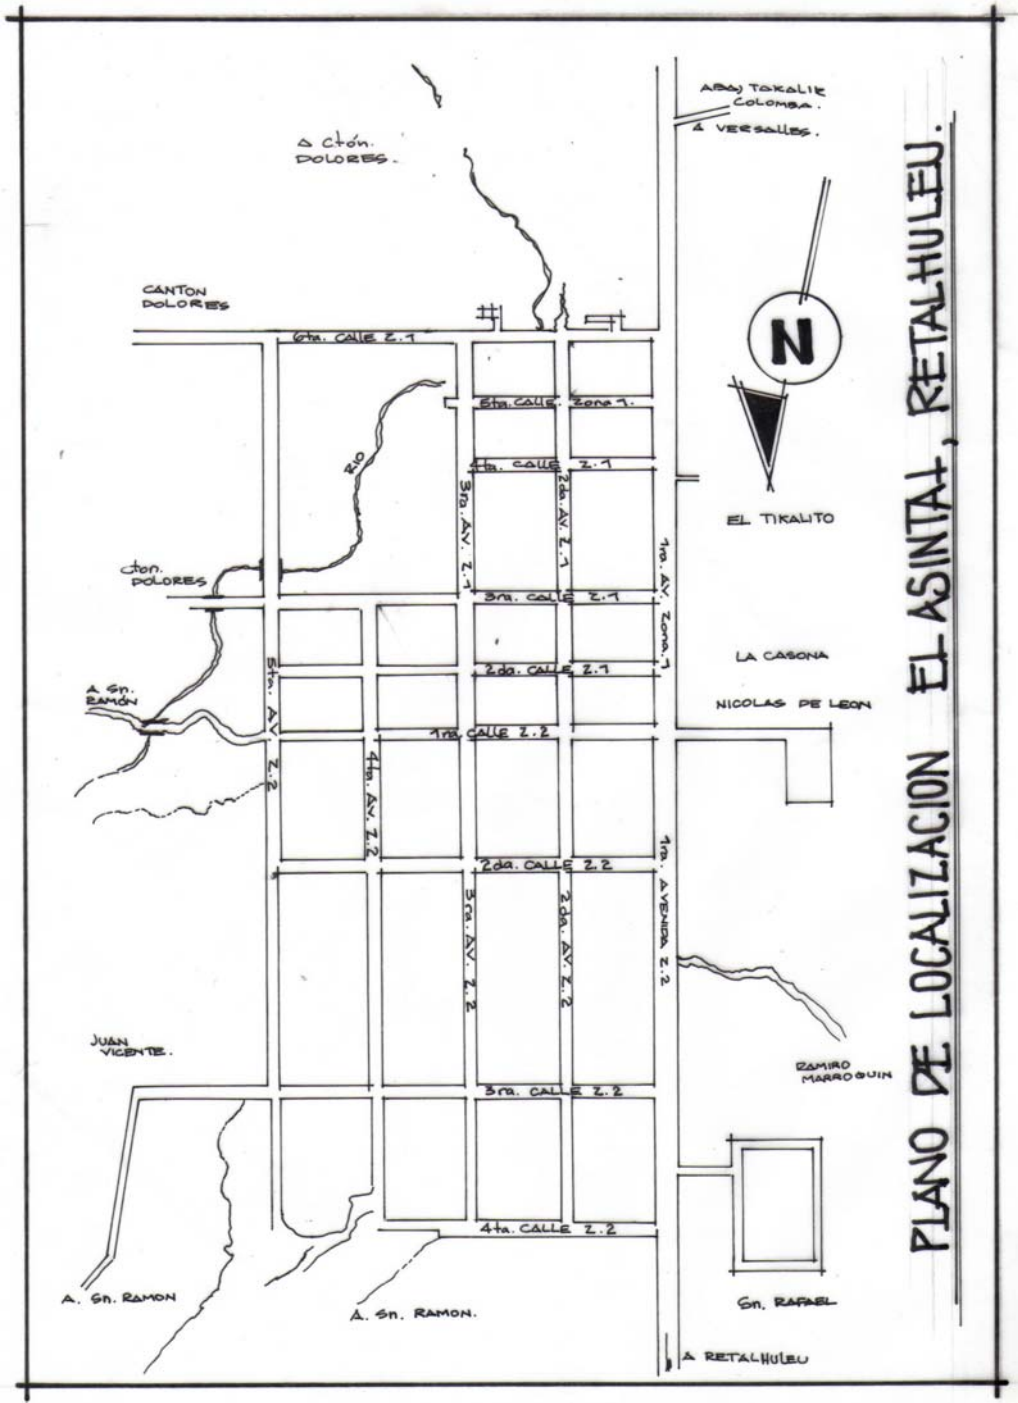 ABAJ TAKALIK
COLOMBA.
A VERSALLES.
A Ctón.
DOLORES.
CANTON
DOLORES
N
6ta. CALLE Z.1
5ta. CALLE. Zona 1.
RIO
4ta. CALLE Z.1
3ra. AV. Z.1
2da. AV. Z.1
EL TIKALITO
1ra. AV. Zona.1
Cton.
DOLORES
3ra. CALLE Z.1
LA CASONA
2da. CALLE Z.1
5ta. AV Z.2
A Sn.
RAMÓN
NICOLAS DE LEON
1ra CALLE Z.2
4ta. AV. Z.2
2da. CALLE Z.2
1ra. AVENIDA Z.2
3ra. AV. Z.2
2da. AV. Z.2
JUAN
VICENTE.
RAMIRO
MARROQUIN
3ra. CALLE Z.2
4ta. CALLE Z.2
A. Sn. RAMON
A. Sn. RAMON.
Sn. RAFAEL
A RETALHULEU
PLANO DE LOCALIZACION EL ASINTAL, RETALHULEU.